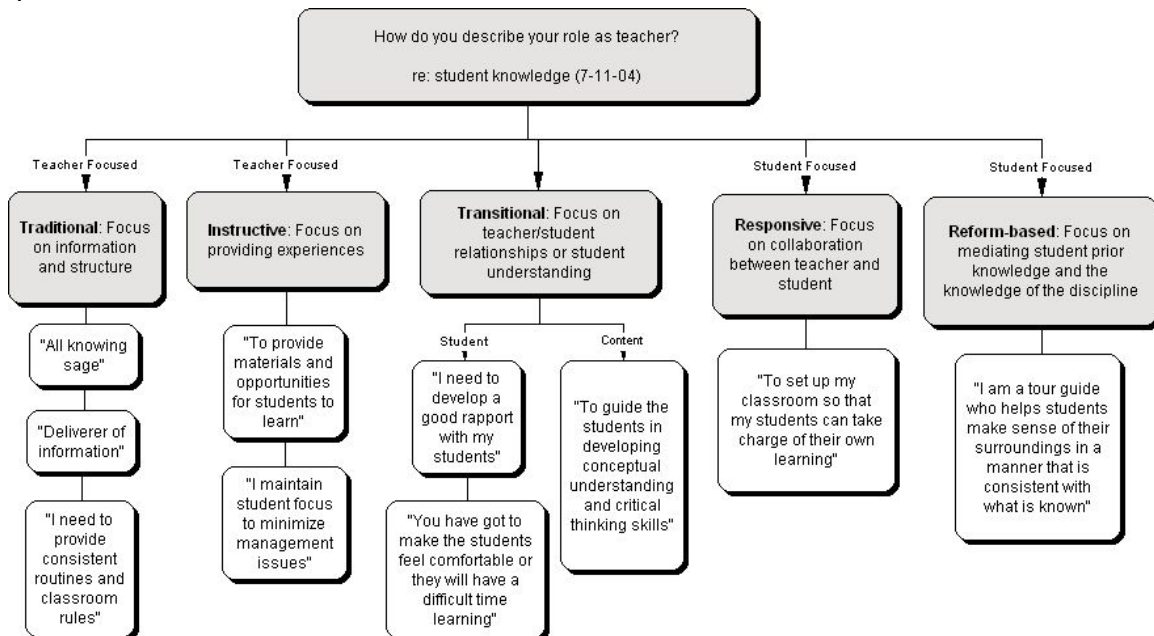 How do you describe your role as teacher?
re: student knowledge (7-11-04)
Teacher Focused
Traditional: Focus
on information
and structure
"All knowing
sage"
"Deliverer of
information"
"I need to
provide
consistent
routines and
classroom
rules"
Teacher Focused
Instructive: Focus on
providing experiences
"To provide
materials and
opportunities
for students to
learn"
"I maintain
student focus
to minimize
management
issues"
Transitional: Focus on
teacher/student
relationships or student
understanding
Student
"I need to
develop a
good rapport
with my
students"
"You have got to
make the students
feel comfortable or
they will have a
difficult time
learning"
Content
"To guide the
students in
developing
conceptual
understanding
and critical
thinking skills"
Student Focused
Responsive: Focus
on collaboration
between teacher and
student
"To set up my
classroom so that
my students can take
charge of their own
learning"
Student Focused
Reform-based: Focus on
mediating student prior
knowledge and the
knowledge of the discipline
"I am a tour guide
who helps students
make sense of their
surroundings in a
manner that is
consistent with
what is known"